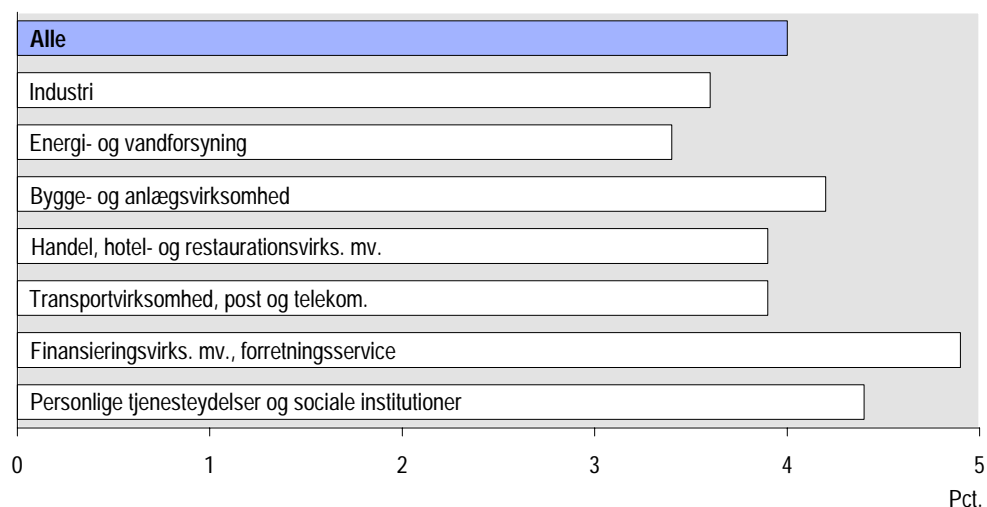 Alle
Industri
Energi- og vandforsyning
Bygge- og anlægsvirksomhed
Handel, hotel- og restaurationsvirks. mv.
Transportvirksomhed, post og telekom.
Finansieringsvirks. mv., forretningsservice
Personlige tjenesteydelser og sociale institutioner
0 1 2 3 4 5
Pct.